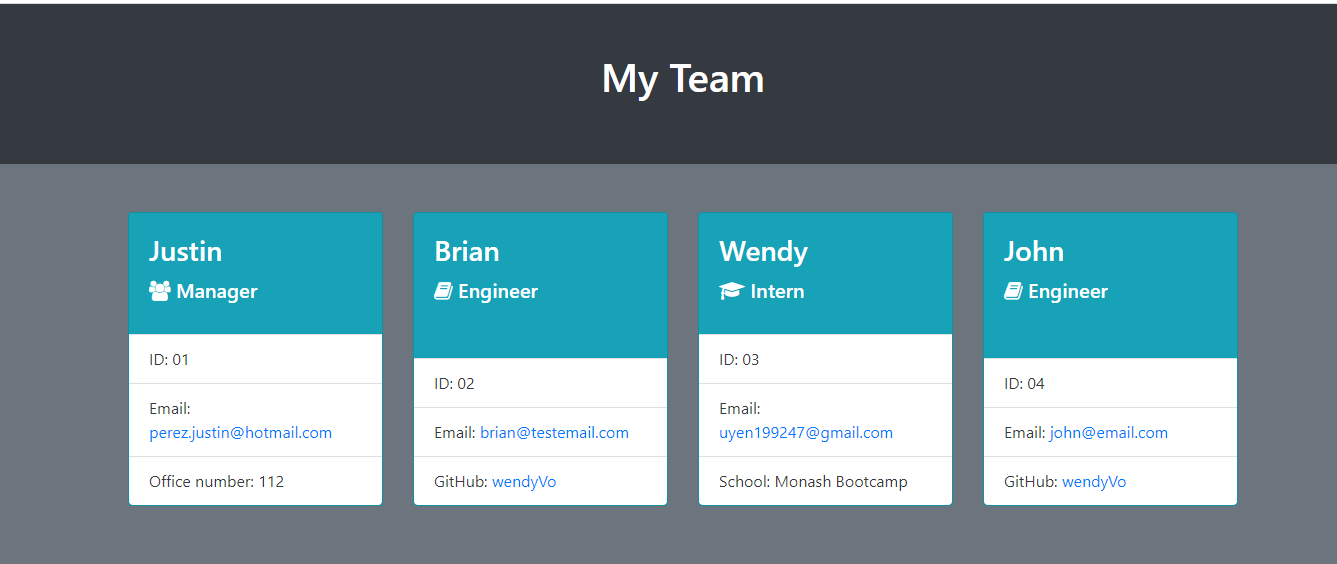 My Team
Justin
Manager
ID: 01
Email:
perez.justin@hotmail.com
Office number: 112
Brian
Engineer
ID: 02
Email: brian@testemail.com
GitHub: wendyVo
Wendy
Intern
ID: 03
Email:
uyen199247@gmail.com
School: Monash Bootcamp
John
Engineer
ID: 04
Email: john@email.com
GitHub: wendyVo